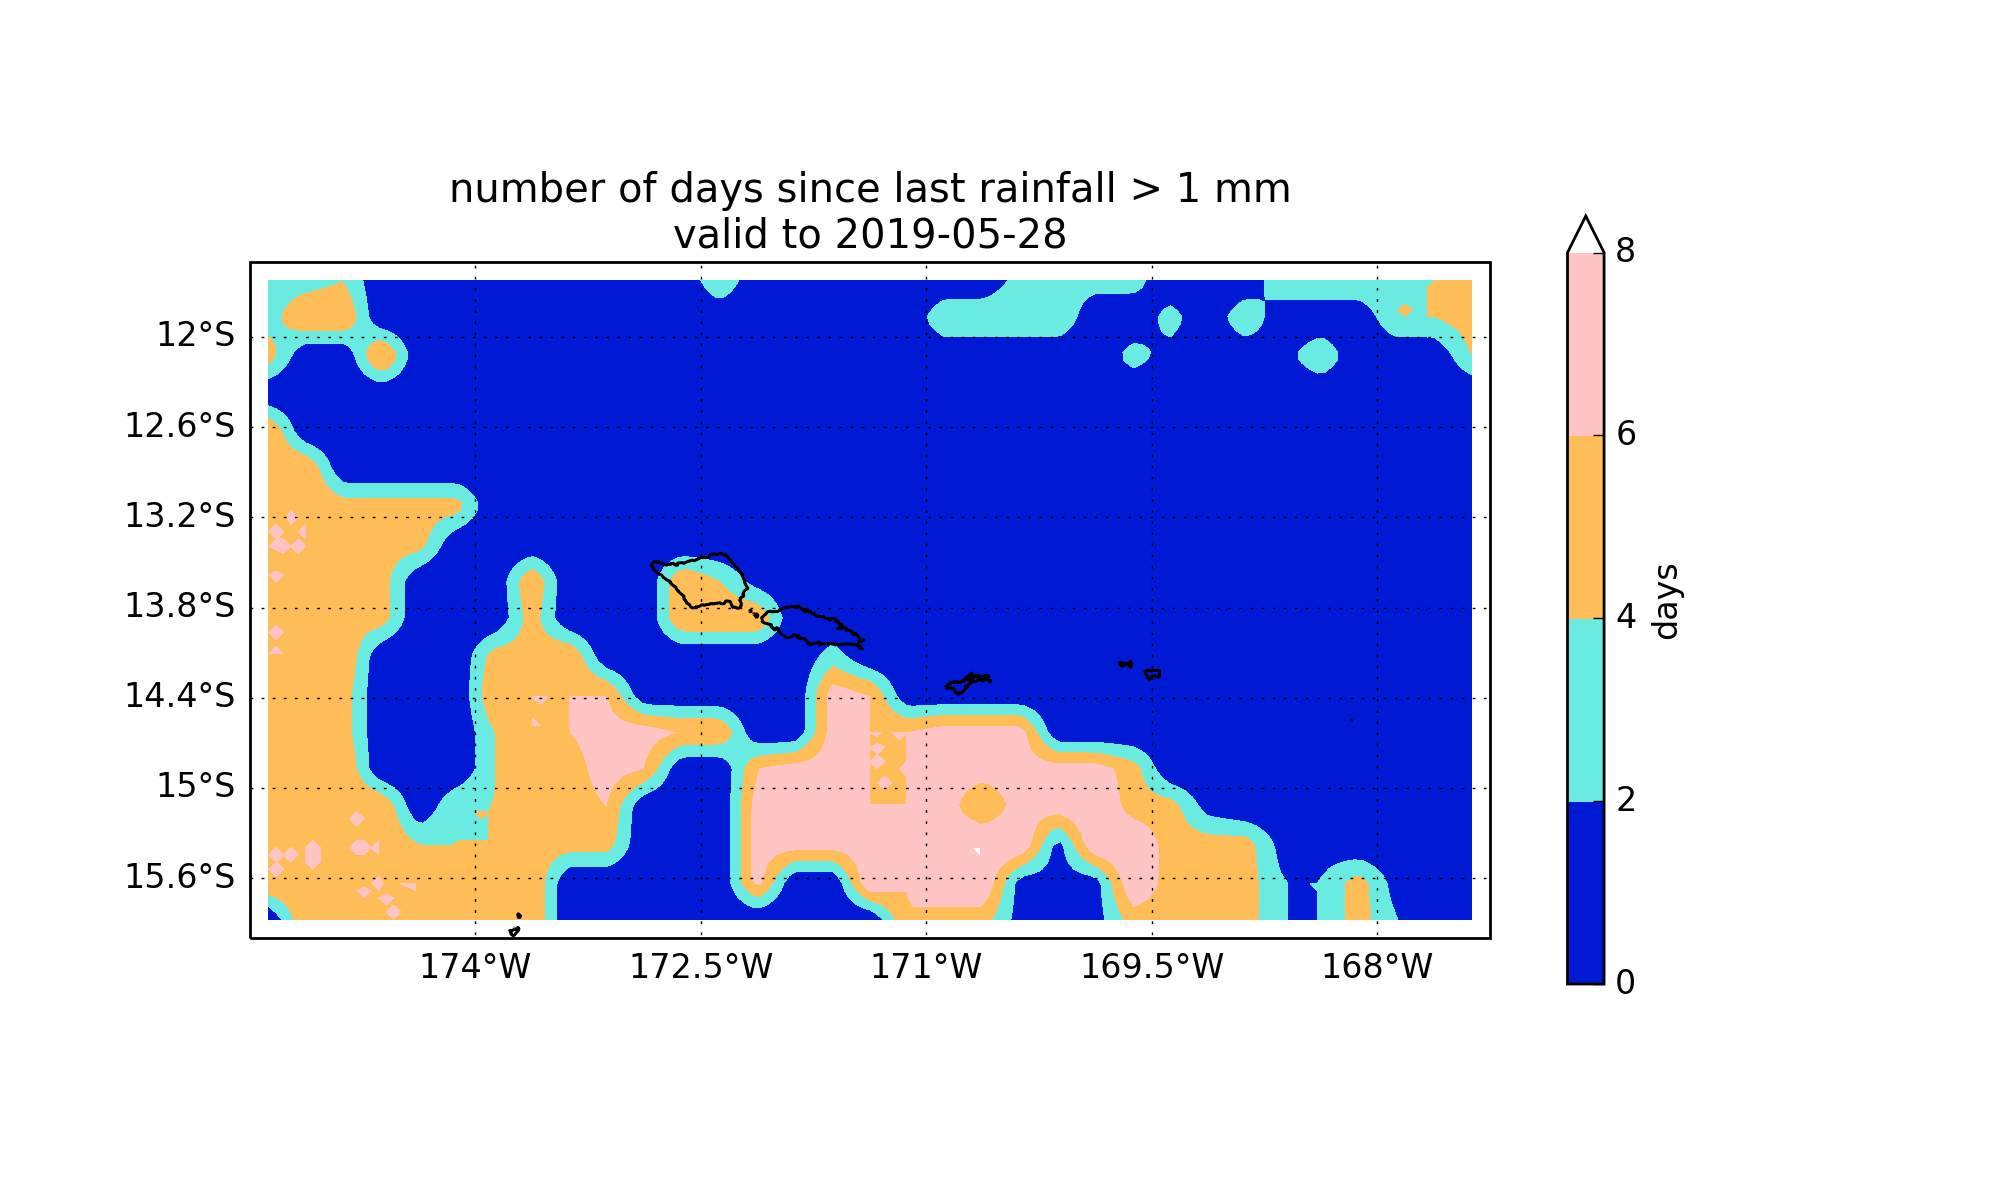 number of days since last rainfall > 1 mm
valid to 2019-05-28
12°S
12.6°S
13.2°S
13.8°S
14.4°S
15°S
15.6°S
174°W 172.5°W 171°W 169.5°W 168°W
8
6
4
2
0
days